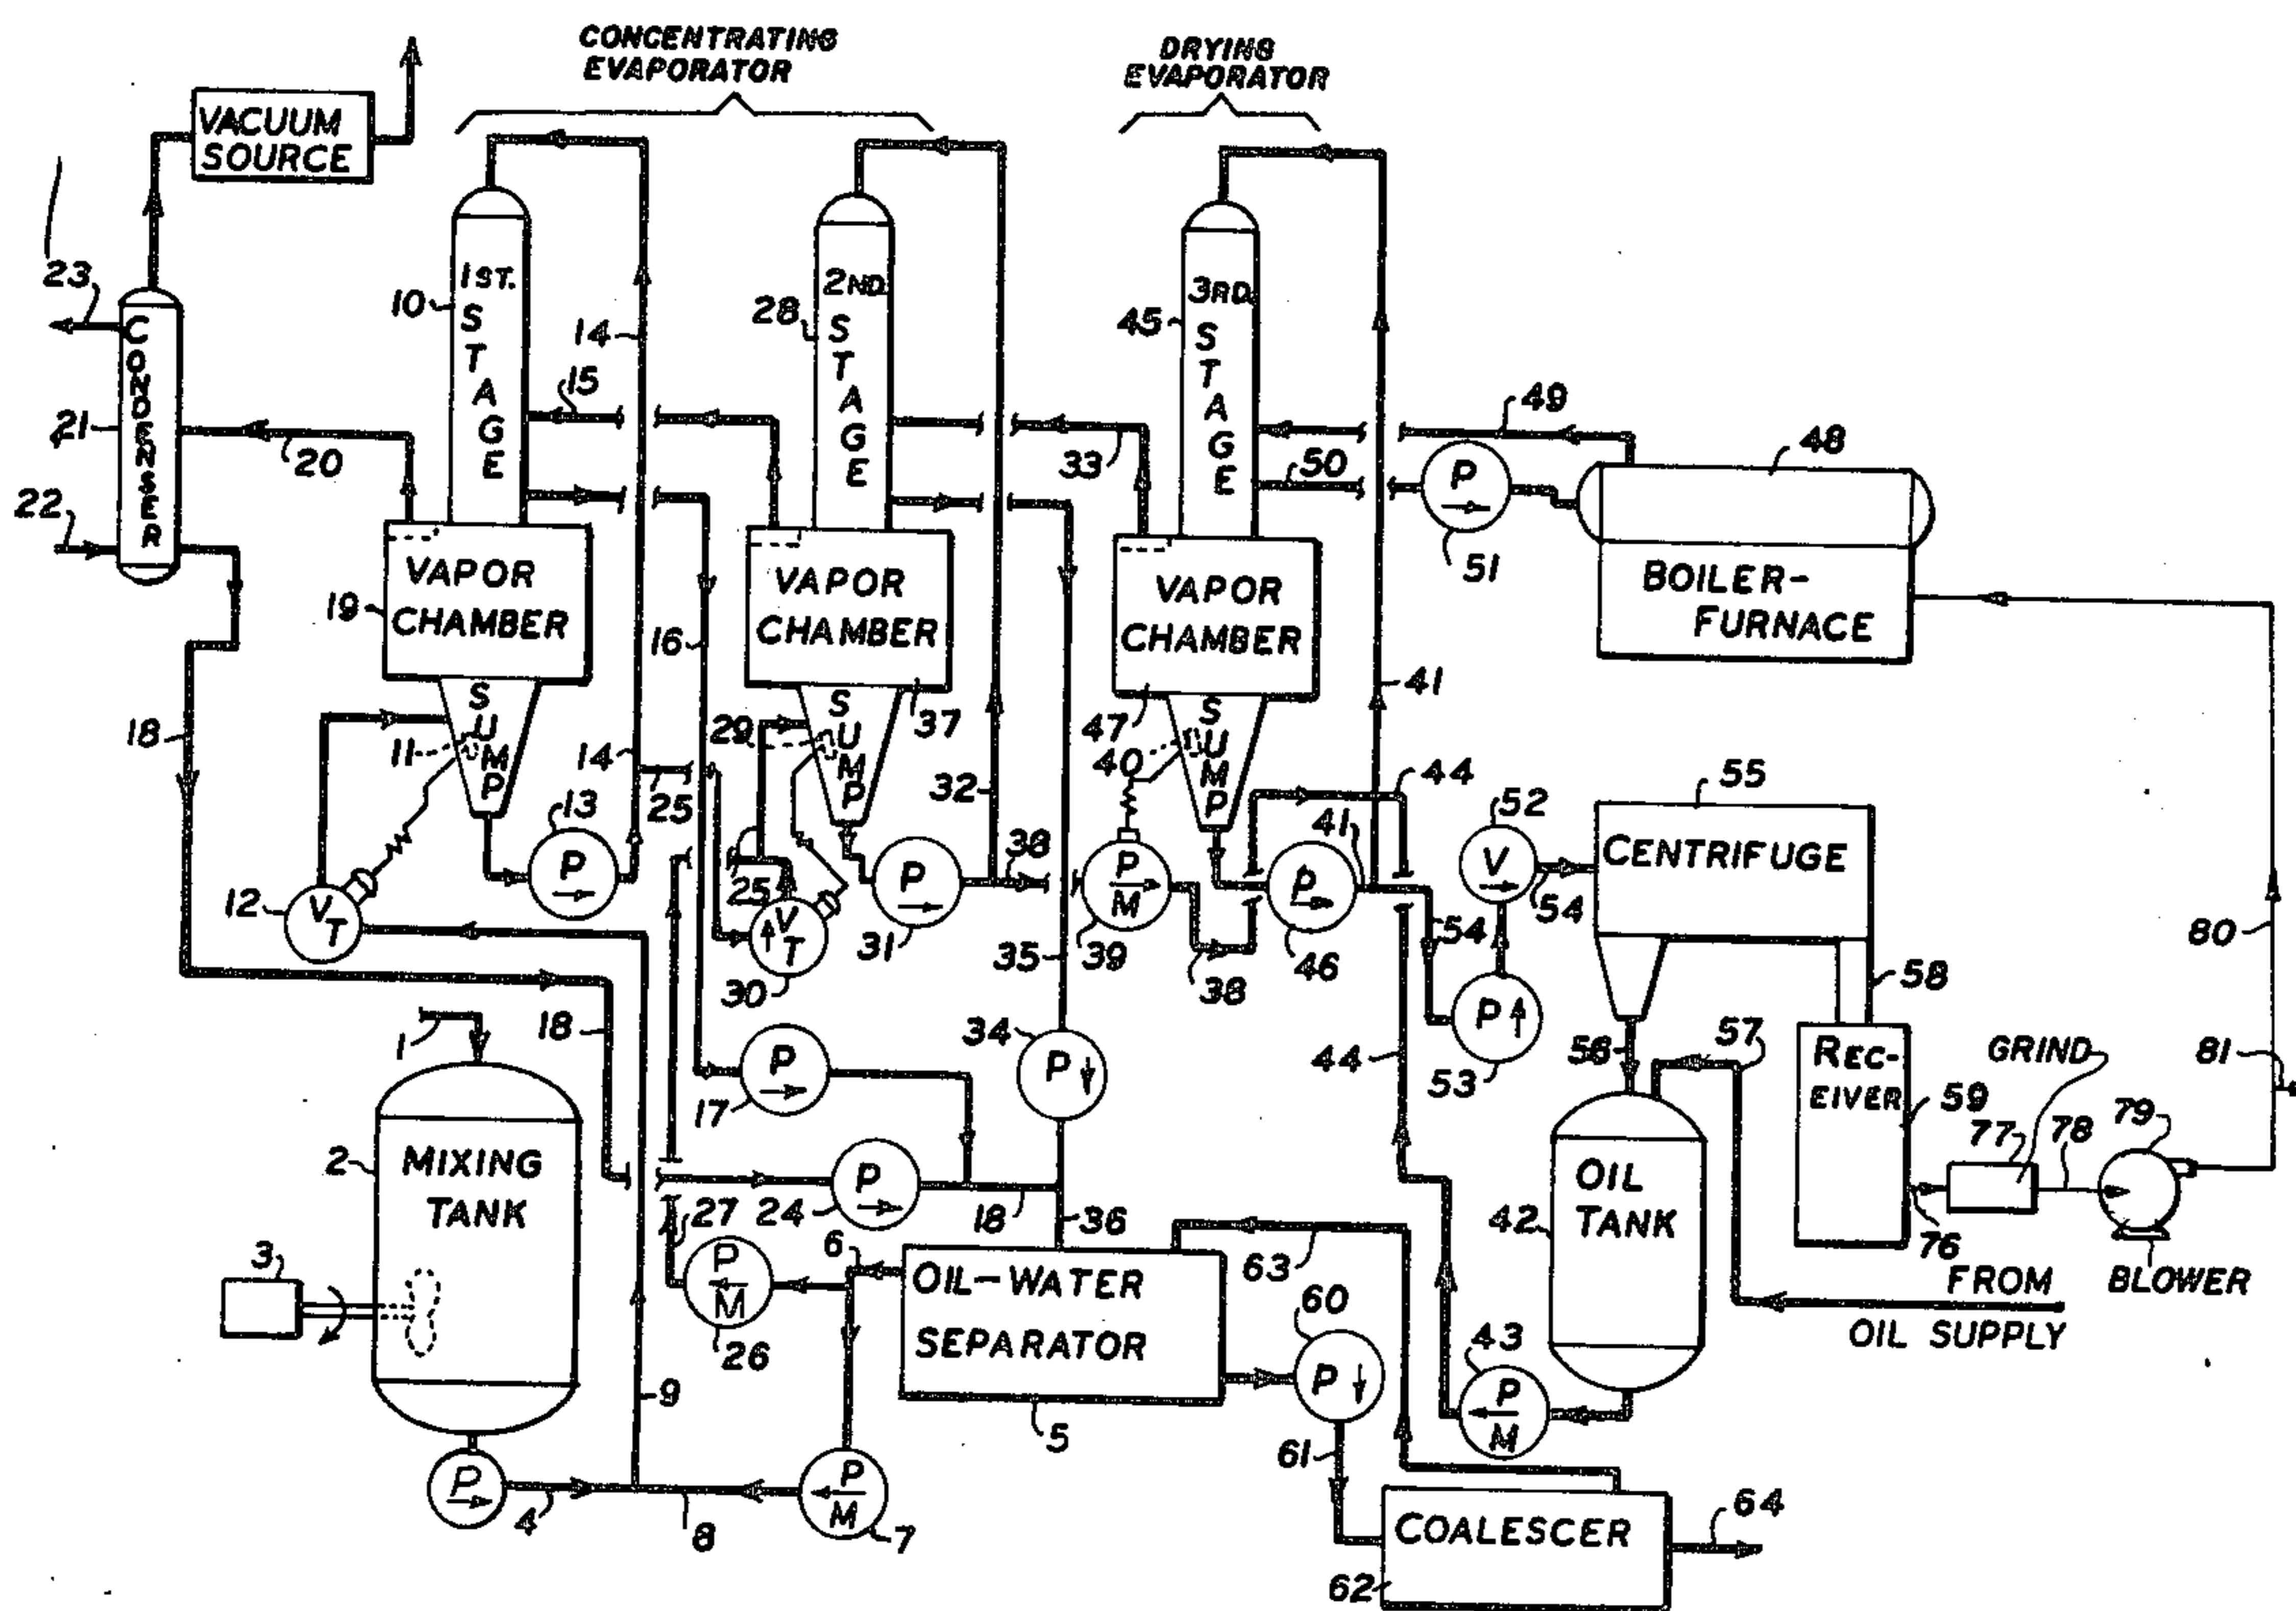 CONCENTRATING
EVAPORATOR
DRYING
EVAPORATOR
VACUUM
SOURCE
23
CONDENSER
21
22
20
18
18
10
1ST.
STAGE
14
15
28
2ND
STAGE
45
3RD
STAGE
33
49
50
P
51
48
BOILER-
FURNACE
19
VAPOR
CHAMBER
16
VAPOR
CHAMBER
37
VAPOR
CHAMBER
47
41
SUMP
11
14
25
13
P
12
V
T
SUMP
29
25
V
T
30
P
31
32
38
35
SUMP
40
P
M
39
38
41
P
46
44
54
52
V
54
P
53
55
CENTRIFUGE
58
56
57
80
81
1
2
MIXING
TANK
3
P
4
9
8
P
M
7
17
P
34
P
24
P
18
36
27
P
M
26
6
OIL-WATER
SEPARATOR
5
63
60
P
61
COALESCER
62
64
44
42
OIL
TANK
43
P
M
REC-
EIVER
59
GRIND
77
78
79
76
BLOWER
FROM
OIL SUPPLY